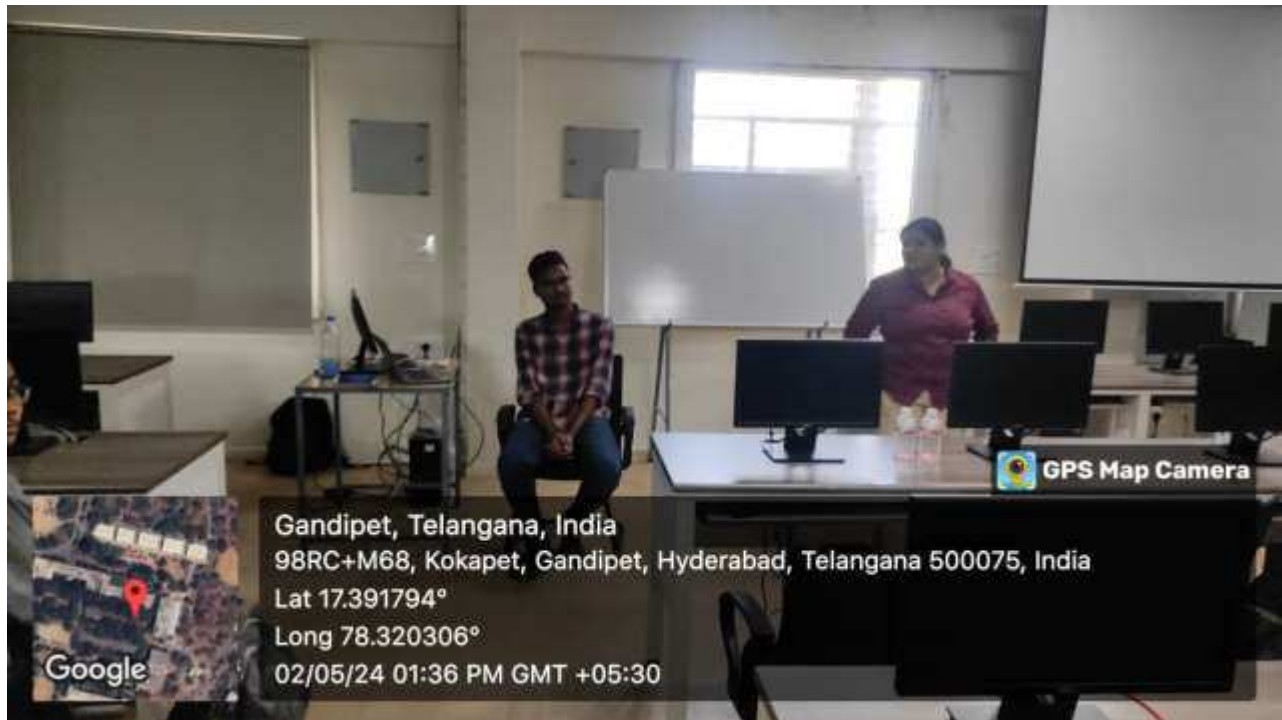 GPS Map Camera
Gandipet, Telangana, India
98RC+M68, Kokapet, Gandipet, Hyderabad, Telangana 500075, India
Lat 17.391794°
Long 78.320306°
02/05/24 01:36 PM GMT +05:30
Google